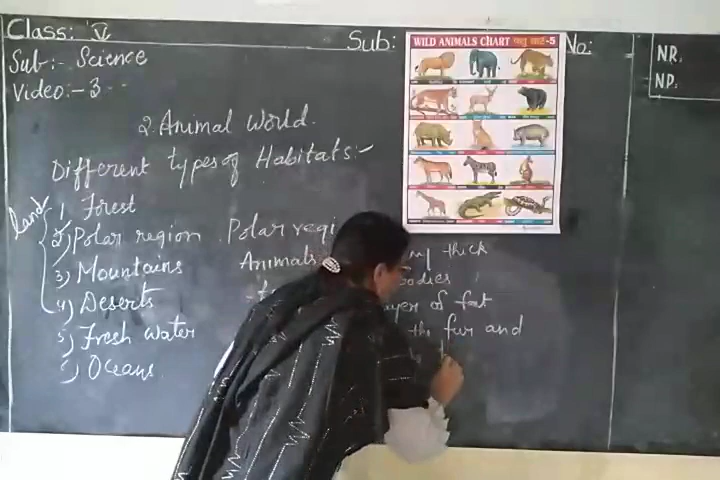 Class: V
Sub: No:
Sub:- Science
Video:-3
NR.
NP.
WILD ANIMALS CHART पशु चार्ट-5
2. Animal World.
Different types of Habitats:-
Land
1) Forest
2) Polar region . Polar regi
3) Mountains
4) Deserts
5) Fresh water
6) Oceans
Animals thick
bodies
layer of fat
the fur and